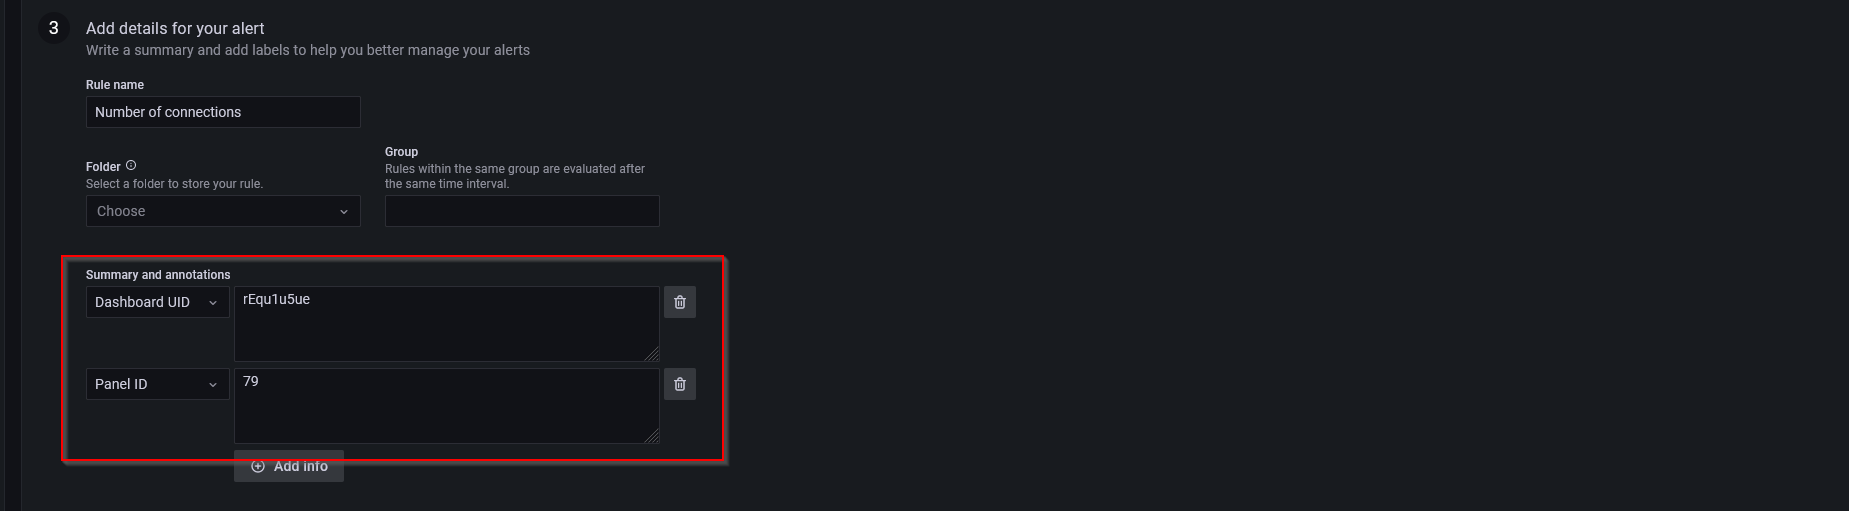 3
Add details for your alert
Write a summary and add labels to help you better manage your alerts
Rule name
Number of connections
Folder
Select a folder to store your rule.
Choose
Group
Rules within the same group are evaluated after
the same time interval.
Summary and annotations
Dashboard UID
rEqu1u5ue
Panel ID
79
Add info